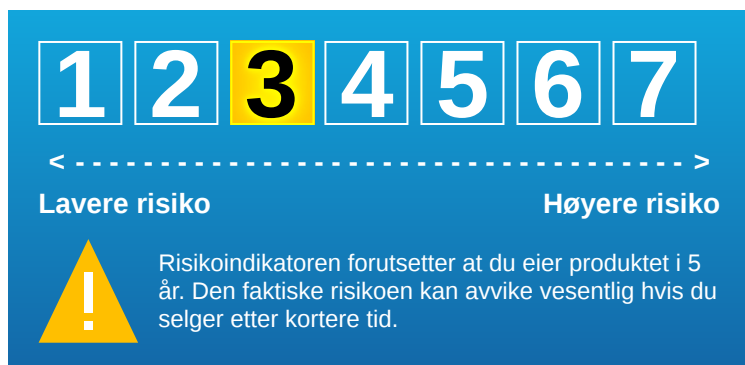 1 2 3 4 5 6 7
< - - - - - - - - - - - - - - - - - - - - - - - - - - - - - - - - - - - - >
Lavere risiko Høyere risiko
!
Risikoindikatoren forutsetter at du eier produktet i 5
år. Den faktiske risikoen kan avvike vesentlig hvis du
selger etter kortere tid.